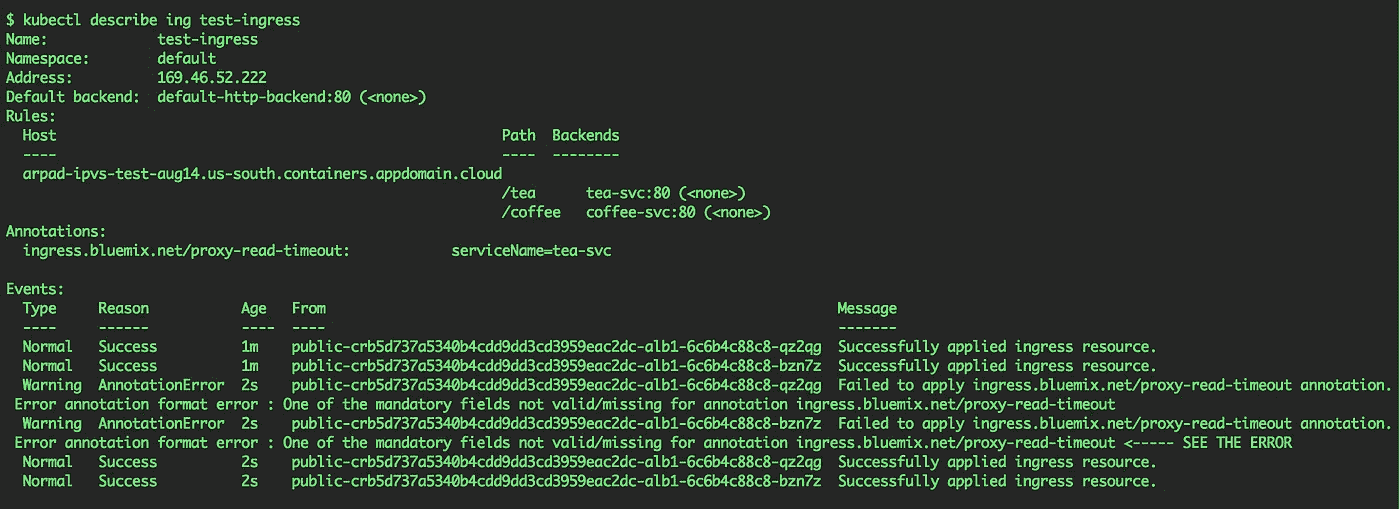 $ kubectl describe ing test-ingress
Name:             test-ingress
Namespace:        default
Address:          169.46.52.222
Default backend:  default-http-backend:80 (<none>)
Rules:
  Host                                                     Path  Backends
  ----                                                     ----  --------
  arpad-ipvs-test-aug14.us-south.containers.appdomain.cloud
                                                           /tea      tea-svc:80 (<none>)
                                                           /coffee   coffee-svc:80 (<none>)
Annotations:
  ingress.bluemix.net/proxy-read-timeout:            serviceName=tea-svc
Events:
  Type     Reason           Age   From                                                             Message
  ----     ------           ----  ----                                                             -------
  Normal   Success          1m    public-crb5d737a5340b4cdd9dd3cd3959eac2dc-alb1-6c6b4c88c8-qz2qg  Successfully applied ingress resource.
  Normal   Success          1m    public-crb5d737a5340b4cdd9dd3cd3959eac2dc-alb1-6c6b4c88c8-bzn7z  Successfully applied ingress resource.
  Warning  AnnotationError  2s    public-crb5d737a5340b4cdd9dd3cd3959eac2dc-alb1-6c6b4c88c8-qz2qg  Failed to apply ingress.bluemix.net/proxy-read-timeout annotation.
 Error annotation format error : One of the mandatory fields not valid/missing for annotation ingress.bluemix.net/proxy-read-timeout
  Warning  AnnotationError  2s    public-crb5d737a5340b4cdd9dd3cd3959eac2dc-alb1-6c6b4c88c8-bzn7z  Failed to apply ingress.bluemix.net/proxy-read-timeout annotation.
 Error annotation format error : One of the mandatory fields not valid/missing for annotation ingress.bluemix.net/proxy-read-timeout <----- SEE THE ERROR
  Normal   Success          2s    public-crb5d737a5340b4cdd9dd3cd3959eac2dc-alb1-6c6b4c88c8-qz2qg  Successfully applied ingress resource.
  Normal   Success          2s    public-crb5d737a5340b4cdd9dd3cd3959eac2dc-alb1-6c6b4c88c8-bzn7z  Successfully applied ingress resource.